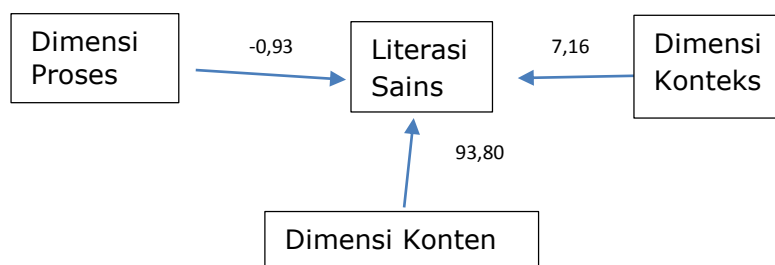 Dimensi
Proses
-0,93
Literasi
Sains
7,16
Dimensi
Konteks
93,80
Dimensi Konten